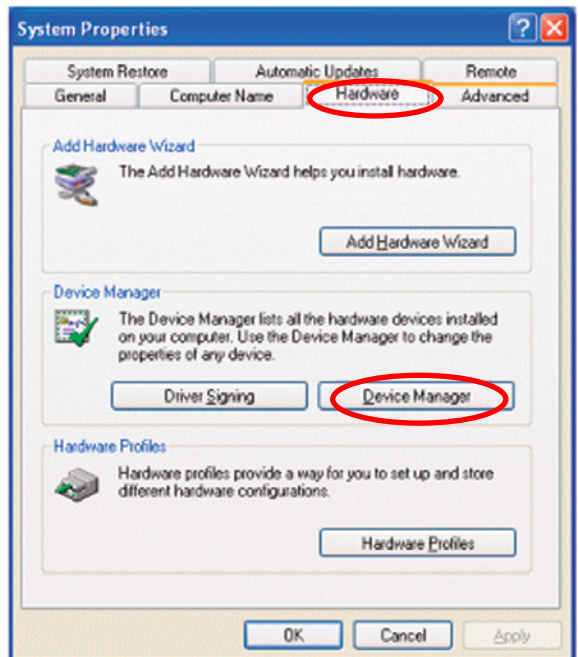 System Properties
System Restore Automatic Updates Remote
General Computer Name Hardware Advanced
Add Hardware Wizard
The Add Hardware Wizard helps you install hardware.
Add Hardware Wizard
Device Manager
The Device Manager lists all the hardware devices installed
on your computer. Use the Device Manager to change the
properties of any device.
Driver Signing Device Manager
Hardware Profiles
Hardware profiles provide a way for you to set up and store
different hardware configurations.
Hardware Profiles
OK Cancel Apply